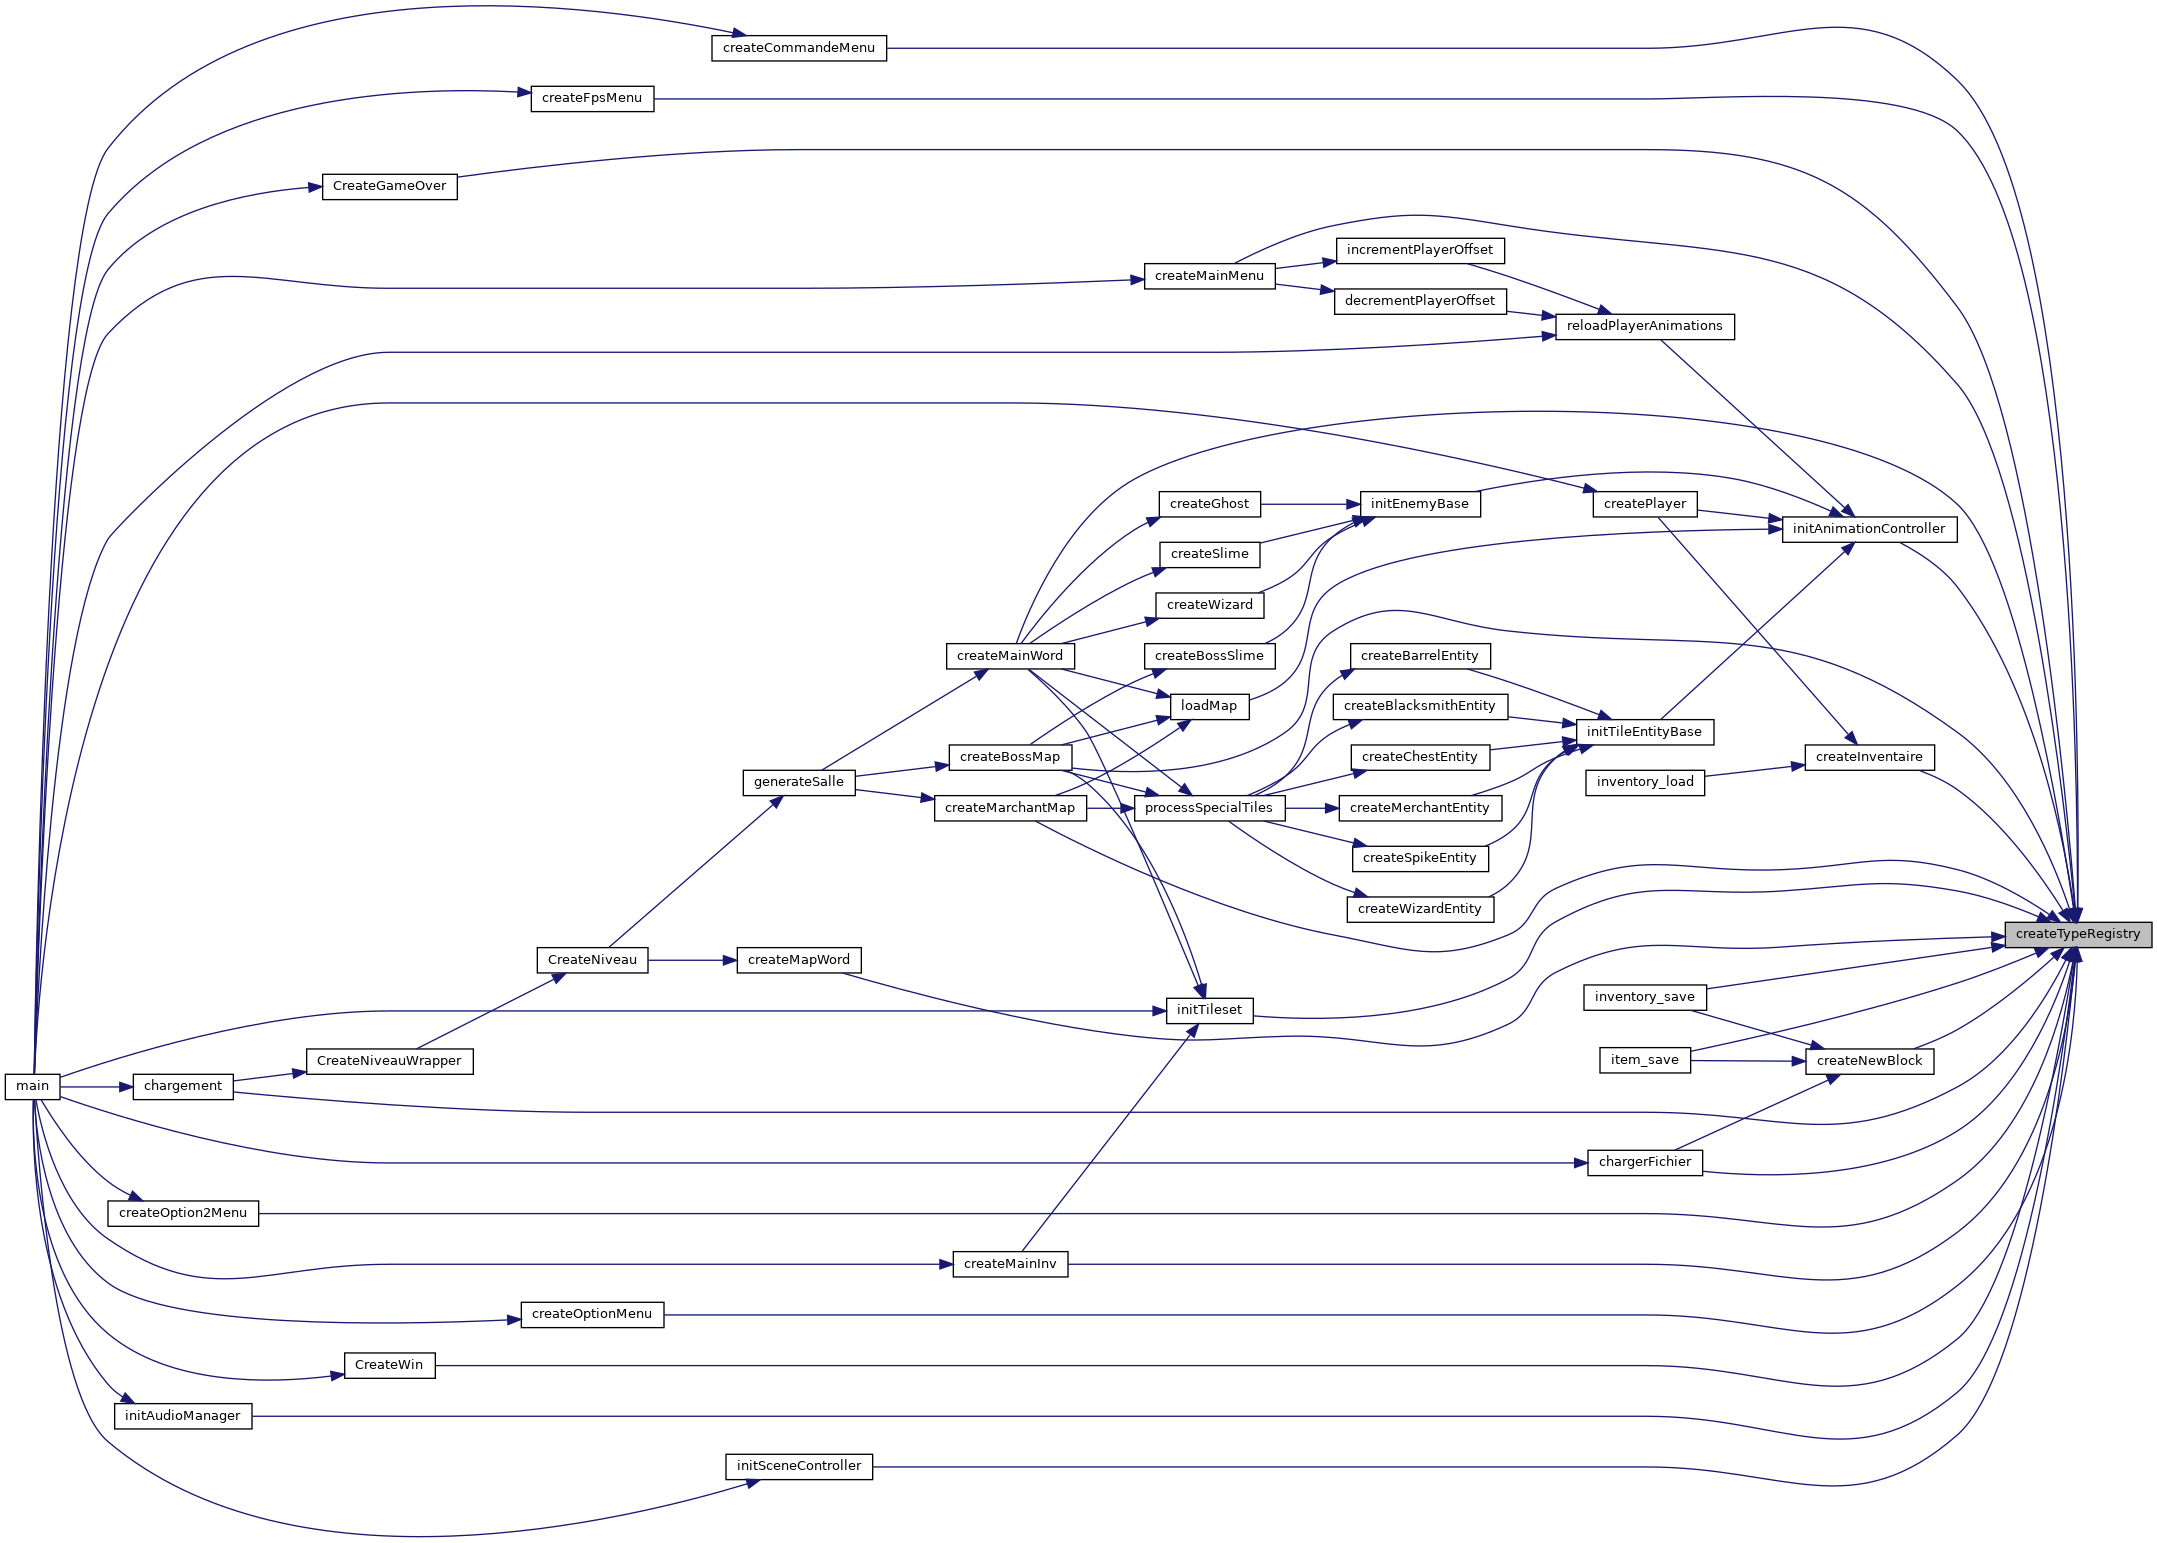 createCommandeMenu
createFpsMenu
CreateGameOver
incrementPlayerOffset
createMainMenu
decrementPlayerOffset
reloadPlayerAnimations
createGhost
initEnemyBase
createPlayer
initAnimationController
createSlime
createWizard
createMainWord
createBossSlime
createBarrelEntity
loadMap
createBlacksmithEntity
initTileEntityBase
createBossMap
createChestEntity
createInventaire
generateSalle
inventory_load
createMarchantMap
processSpecialTiles
createMerchantEntity
createSpikeEntity
createWizardEntity
createTypeRegistry
CreateNiveau
createMapWord
inventory_save
initTileset
CreateNiveauWrapper
item_save
createNewBlock
main
chargement
chargerFichier
createOption2Menu
createMainInv
createOptionMenu
CreateWin
initAudioManager
initSceneController